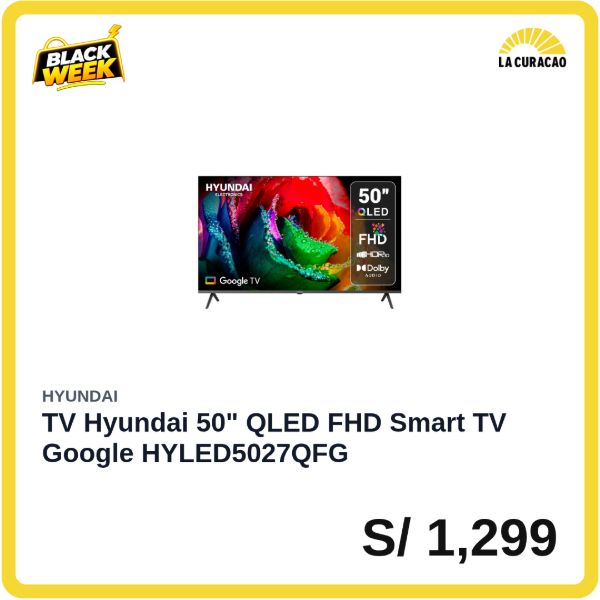 BLACK
WEEK
LA CURACAO
HYUNDAI
ELECTRONICS
50"
QLED
FHD
HDR10
Dolby
AUDIO
Google TV
HYUNDAI
TV Hyundai 50" QLED FHD Smart TV
Google HYLED5027QFG
S/ 1,299